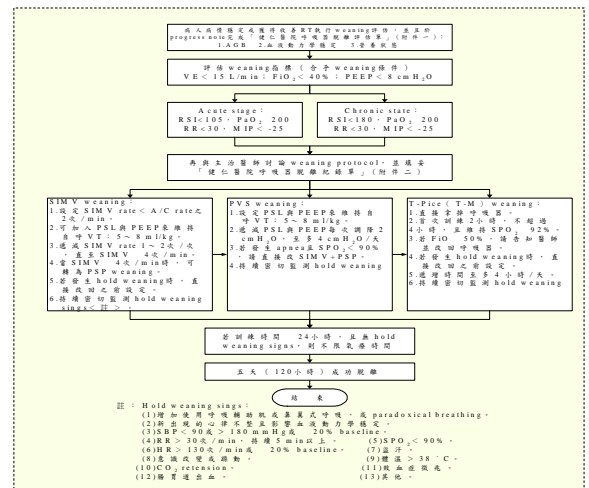 病人病情穩定或獲得改善RT執行weaning評估，並且於
progress note完成「健仁醫院呼吸器脫離評估單」(附件一)：
1.AGB 2.血液動力學穩定 3.營養狀態
評估weaning指標（合乎weaning條件）
VE< 15 L/min；FiO₂< 40%；PEEP< 8 cmH₂O
Acute stage：
RSI<105，PaO₂ 200
RR<30，MIP< -25
Chronic state：
RSI<180，PaO₂ 200
RR<30，MIP< -25
再與主治醫師討論weaning protocol，並填妥
「健仁醫院呼吸器脫離紀錄單」(附件二)
SIMV weaning：
1.設定SIMV rate< A/C rate之
2次/min。
2.可加入PSL與PEEP來維持
自呼VT：5～8 ml/kg。
3.遞減SIMV rate 1～2次/次
，直至SIMV 4次/min。
4.當SIMV 4次/min時，可
轉為PSP weaning。
5.若發生hold weaning時，直
接改回之前設定。
6.持續密切監測hold weaning
sings<註>。
PVS weaning：
1.設定PSL與PEEP來維持自
呼VT：5～8 ml/kg。
2.遞減PSL與PEEP每次調降2
cmH₂O，至多4 cmH₂O/天
3.若發生apnea且SPO₂<90%
，請直接改SIMV+PSP。
4.持續密切監測hold weaning
T-Pice（T-M）weaning：
1.直接拿掉呼吸器。
2.首次訓練2小時，不超過
4小時，且維持SPO₂ 92%
3.若FiO 50%，請告知醫師
並改回呼吸器。
4.若發生hold weaning時，直
接改回之前設定。
5.遞增時間至多4小時/天。
6.持續密切監測hold weaning
若訓練時間 24小時，且無hold
weaning signs，則不限氧療時間
五天（120小時）成功脫離
結 束
註：Hold weaning sings：
(1)增加使用呼吸輔助肌或鼻翼式呼吸，或paradoxical breathing。
(2)新出現的心律不整且影響血液動力學穩定。
(3)SBP< 90或> 180 mmHg或 20% baseline。
(4)RR> 30次/min，持續5 min以上。 (5)SPO₂< 90%。
(6)HR> 130次/min或 20% baseline。 (7)盜汗。
(8)意識改變或躁動。 (9)體溫> 38°C。
(10)CO₂ retension。 (11)敗血症徵兆。
(12)腸胃道出血。 (13)其他。